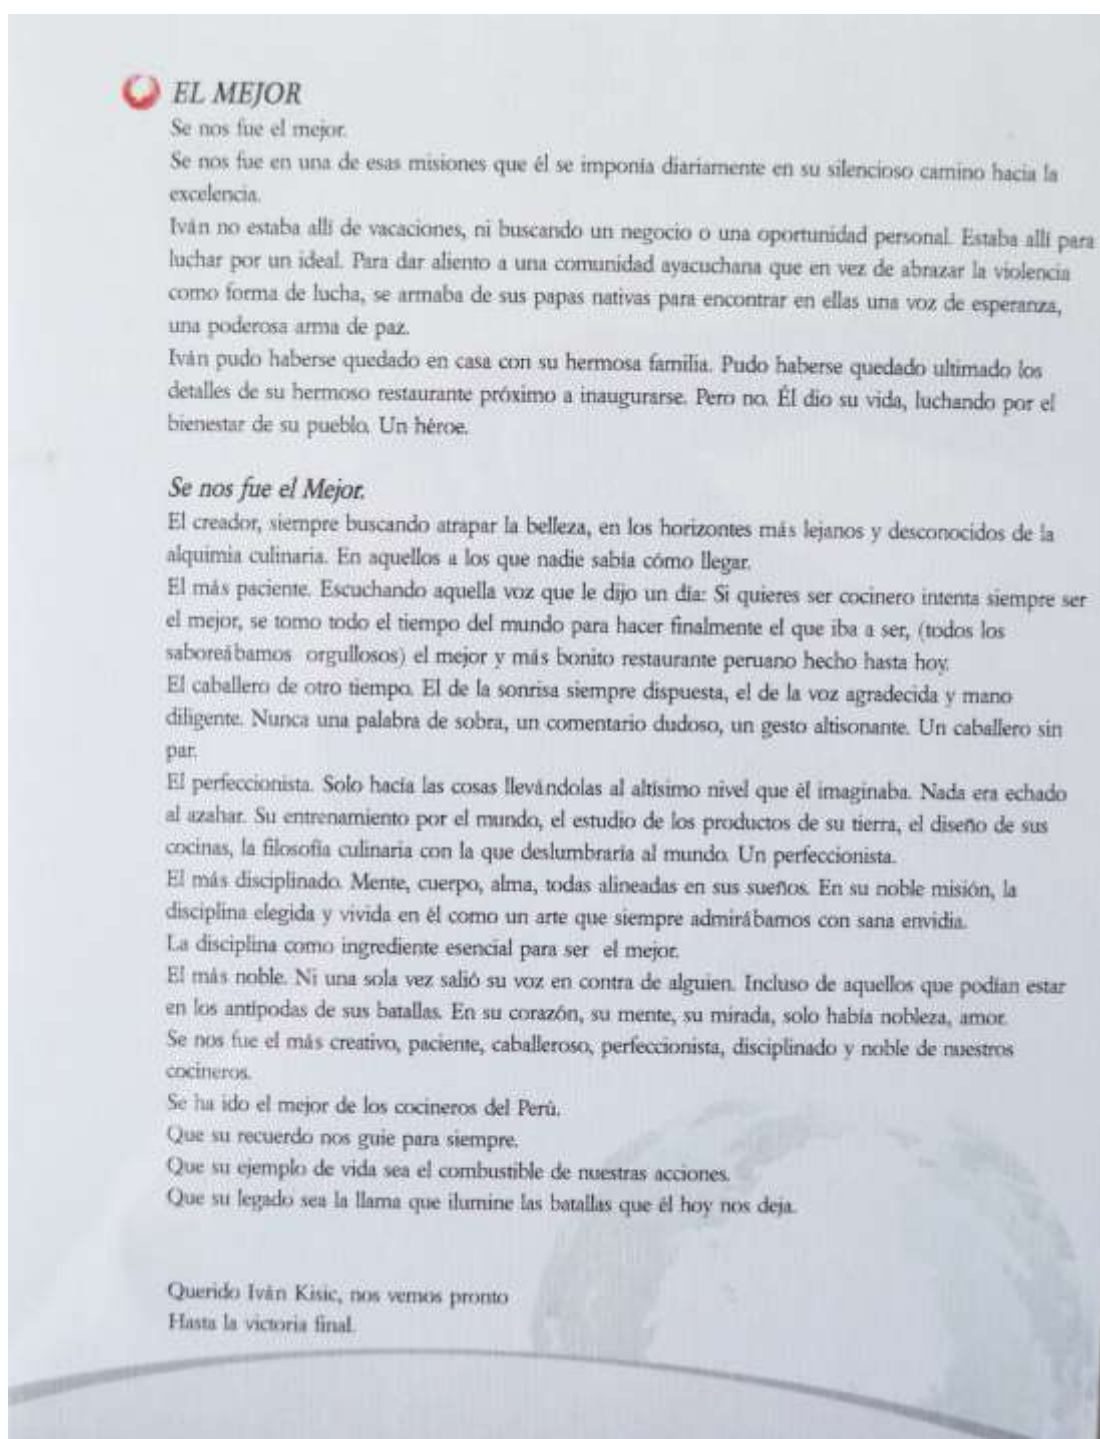 EL MEJOR
Se nos fue el mejor.
Se nos fue en una de esas misiones que él se imponía diariamente en su silencioso camino hacia la
excelencia.
Iván no estaba allí de vacaciones, ni buscando un negocio o una oportunidad personal. Estaba allí para
luchar por un ideal. Para dar aliento a una comunidad ayacuchana que en vez de abrazar la violencia
como forma de lucha, se armaba de sus papas nativas para encontrar en ellas una voz de esperanza,
una poderosa arma de paz.
Iván pudo haberse quedado en casa con su hermosa familia. Pudo haberse quedado ultimado los
detalles de su hermoso restaurante próximo a inaugurarse. Pero no. Él dio su vida, luchando por el
bienestar de su pueblo. Un héroe.
Se nos fue el Mejor.
El creador, siempre buscando atrapar la belleza, en los horizontes más lejanos y desconocidos de la
alquimia culinaria. En aquellos a los que nadie sabía cómo llegar.
El más paciente. Escuchando aquella voz que le dijo un día: Si quieres ser cocinero intenta siempre ser
el mejor, se tomo todo el tiempo del mundo para hacer finalmente el que iba a ser, (todos los
saboreábamos orgullosos) el mejor y más bonito restaurante peruano hecho hasta hoy.
El caballero de otro tiempo. El de la sonrisa siempre dispuesta, el de la voz agradecida y mano
diligente. Nunca una palabra de sobra, un comentario dudoso, un gesto altisonante. Un caballero sin
par.
El perfeccionista. Solo hacía las cosas llevándolas al altísimo nivel que él imaginaba. Nada era echado
al azahar. Su entrenamiento por el mundo, el estudio de los productos de su tierra, el diseño de sus
cocinas, la filosofía culinaria con la que deslumbraría al mundo. Un perfeccionista.
El más disciplinado. Mente, cuerpo, alma, todas alineadas en sus sueños. En su noble misión, la
disciplina elegida y vivida en él como un arte que siempre admirábamos con sana envidia.
La disciplina como ingrediente esencial para ser el mejor.
El más noble. Ni una sola vez salió su voz en contra de alguien. Incluso de aquellos que podían estar
en los antípodas de sus batallas. En su corazón, su mente, su mirada, solo había nobleza, amor.
Se nos fue el más creativo, paciente, caballeroso, perfeccionista, disciplinado y noble de nuestros
cocineros.
Se ha ido el mejor de los cocineros del Perú.
Que su recuerdo nos guie para siempre.
Que su ejemplo de vida sea el combustible de nuestras acciones.
Que su legado sea la llama que ilumine las batallas que él hoy nos deja.
Querido Iván Kisic, nos vemos pronto
Hasta la victoria final.